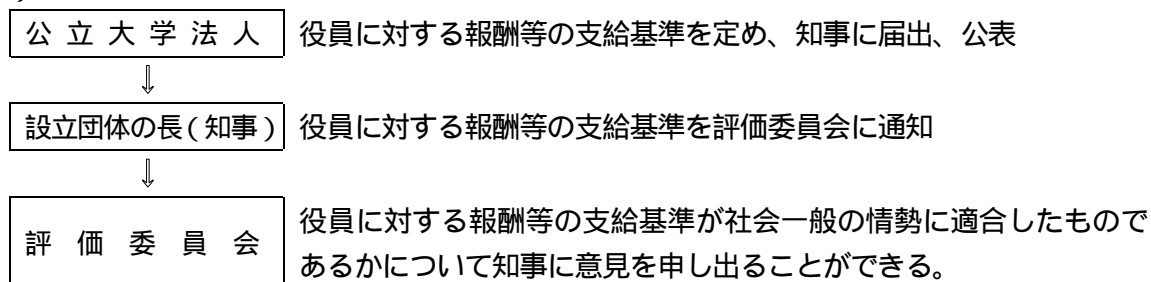 公立大学法人 役員に対する報酬等の支給基準を定め、知事に届出、公表
⇓
設立団体の長(知事) 役員に対する報酬等の支給基準を評価委員会に通知
⇓
評価委員会 役員に対する報酬等の支給基準が社会一般の情勢に適合したもので
あるかについて知事に意見を申し出ることができる。